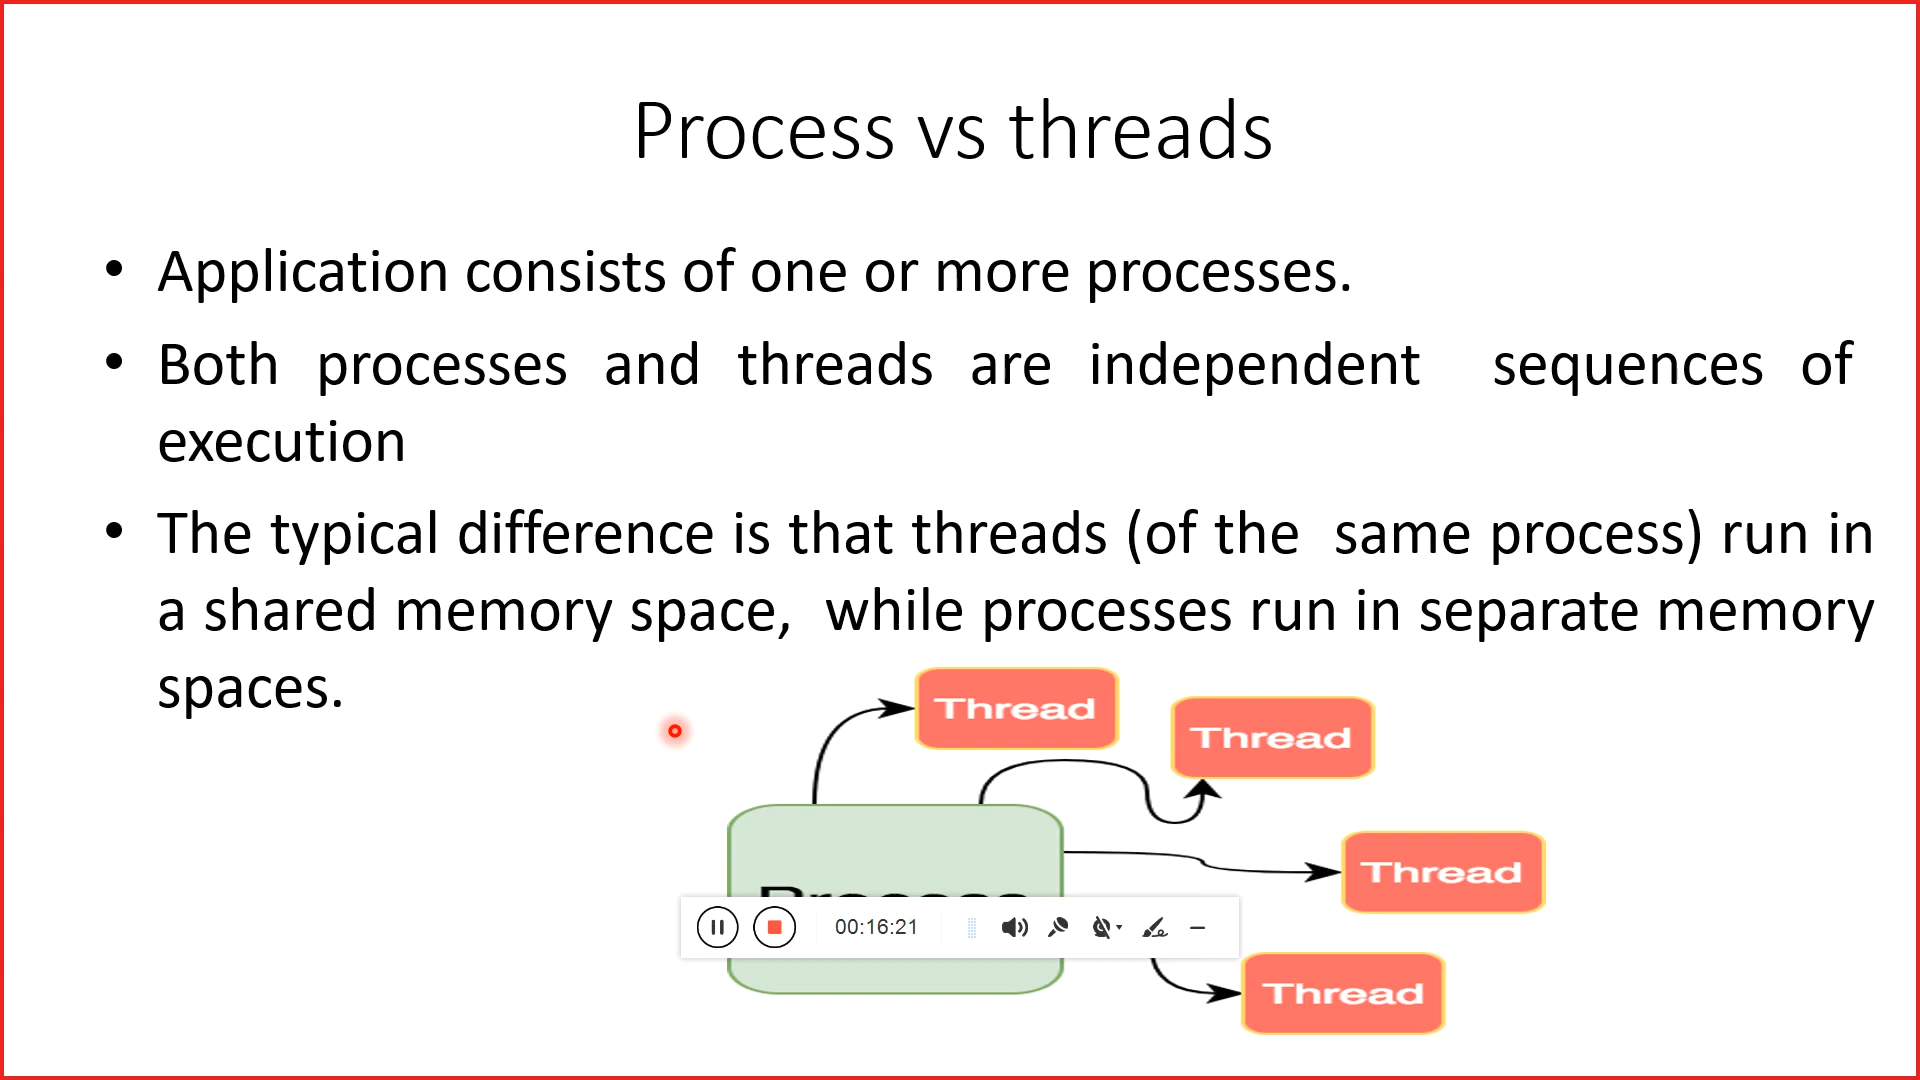 Process vs threads
• Application consists of one or more processes.
• Both processes and threads are independent sequences of
execution
• The typical difference is that threads (of the same process) run in
a shared memory space, while processes run in separate memory
spaces.
Thread
Thread
Thread
Process
00:16:21
Thread